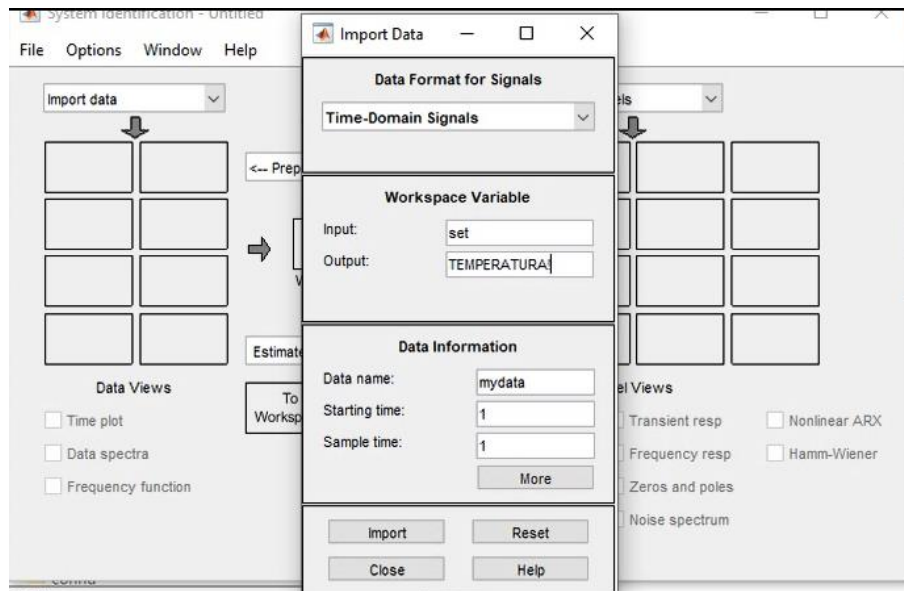 System Identification - Untitled
File Options Window Help
Import data
<-- Prep
Estimate
To
Worksp
Data Views
Time plot
Data spectra
Frequency function
Import Data
Data Format for Signals
Time-Domain Signals
Workspace Variable
Input: set
Output: TEMPERATURA
Data Information
Data name: mydata
Starting time: 1
Sample time: 1
More
Import Reset
Close Help
els
el Views
Transient resp Nonlinear ARX
Frequency resp Hamm-Wiener
Zeros and poles
Noise spectrum